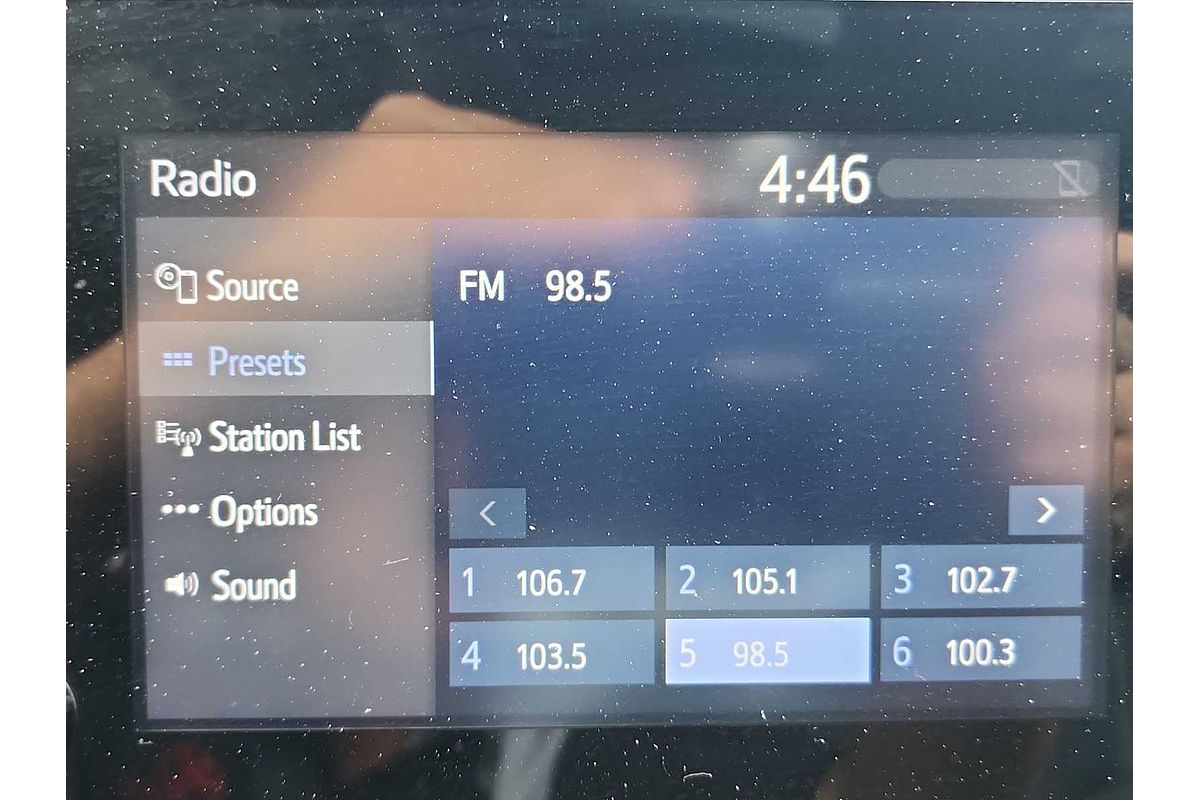 Radio 4:46
Source
FM 98.5
Presets
Station List
Options
< >
Sound
1 106.7 2 105.1 3 102.7
4 103.5 5 98.5 6 100.3